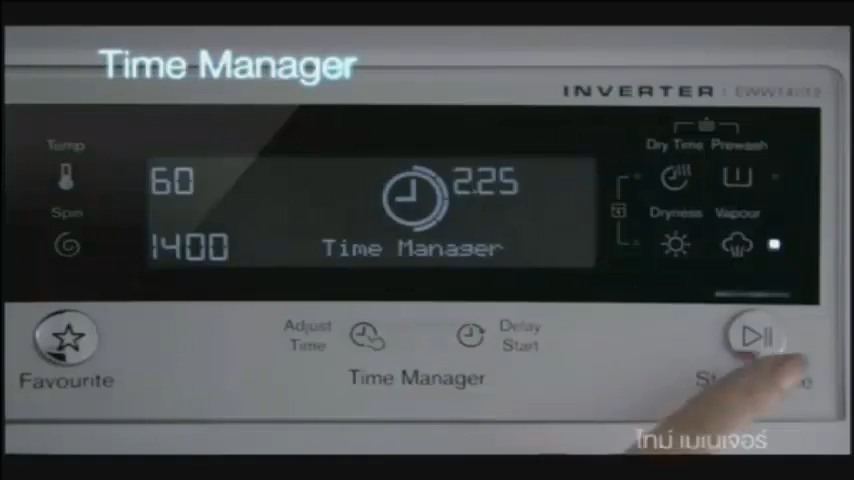 Time Manager
INVERTER
Temp
60
2.25
Dry Time Prewash
Spin
1400
Time Manager
Dryness Vapour
Adjust
Time
Delay
Start
Favourite
Time Manager
ไทม์ เมเนเจอร์